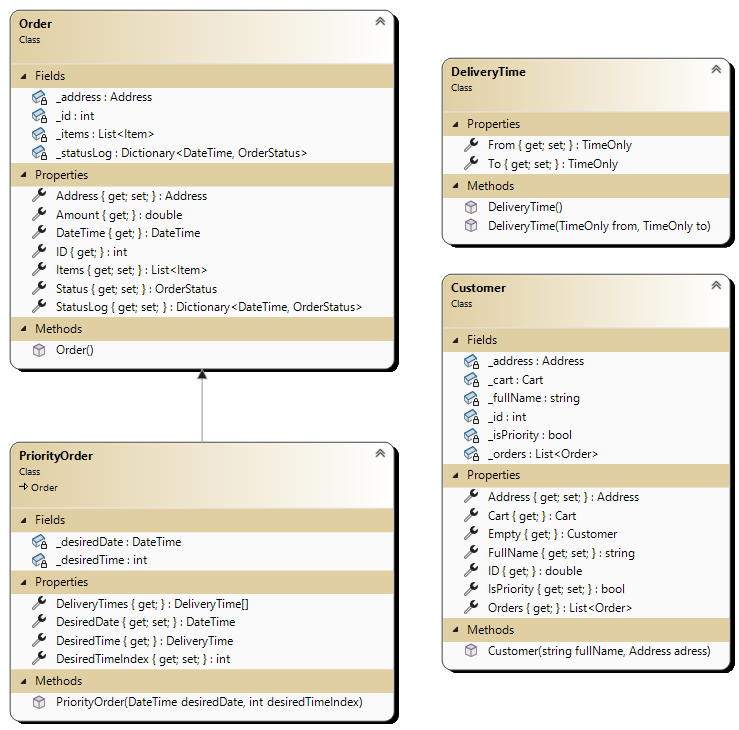 Order
Class
Fields
_address : Address
_id : int
_items : List<Item>
_statusLog : Dictionary<DateTime, OrderStatus>
Properties
Address { get; set; } : Address
Amount { get; } : double
DateTime { get; } : DateTime
ID { get; } : int
Items { get; set; } : List<Item>
Status { get; set; } : OrderStatus
StatusLog { get; set; } : Dictionary<DateTime, OrderStatus>
Methods
Order()
PriorityOrder
Class
Order
Fields
_desiredDate : DateTime
_desiredTime : int
Properties
DeliveryTimes { get; } : DeliveryTime[]
DesiredDate { get; set; } : DateTime
DesiredTime { get; } : DeliveryTime
DesiredTimeIndex { get; set; } : int
Methods
PriorityOrder(DateTime desiredDate, int desiredTimeIndex)
DeliveryTime
Class
Properties
From { get; set; } : TimeOnly
To { get; set; } : TimeOnly
Methods
DeliveryTime()
DeliveryTime(TimeOnly from, TimeOnly to)
Customer
Class
Fields
_address : Address
_cart : Cart
_fullName : string
_id : int
_isPriority : bool
_orders : List<Order>
Properties
Address { get; set; } : Address
Cart { get; } : Cart
Empty { get; } : Customer
FullName { get; set; } : string
ID { get; } : double
IsPriority { get; set; } : bool
Orders { get; } : List<Order>
Methods
Customer(string fullName, Address adress)